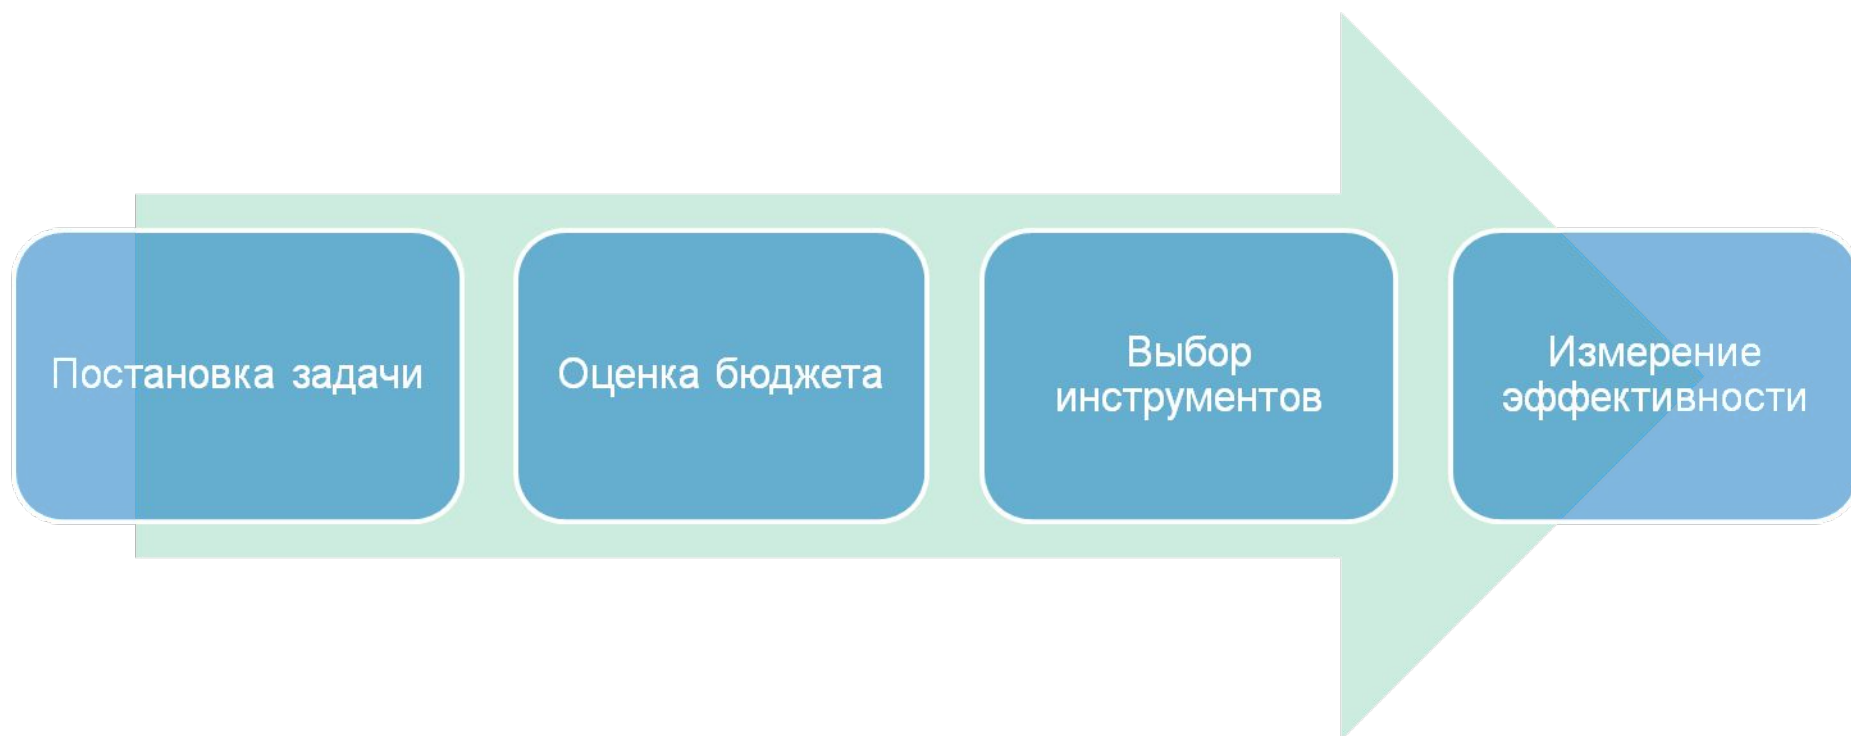 Постановка задачи
Оценка бюджета
Выбор
инструментов
Измерение
эффективности